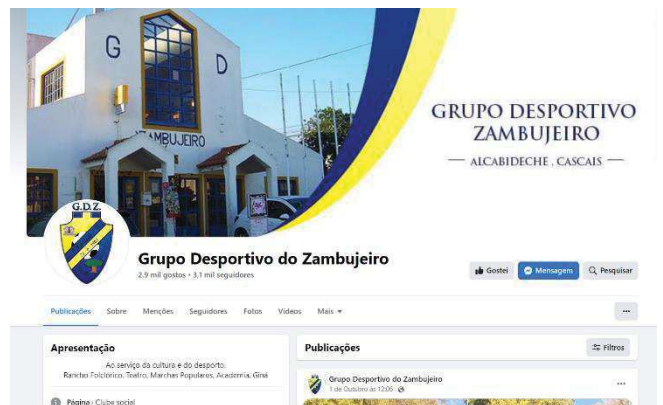 G D
ZAMBUJEIRO
GRUPO DESPORTIVO
ZAMBUJEIRO
— ALCABIDECHE . CASCAIS —
G.D.Z.
Grupo Desportivo do Zambujeiro
2,9 mil gostos • 3,1 mil seguidores
Gostei Mensagem Pesquisar
Publicações Sobre Menções Seguidores Fotos Vídeos Mais ▾ ...
Apresentação
Ao serviço da cultura e do desporto.
Rancho Folclórico, Teatro, Marchas Populares, Academia, Giná
Página · Clube social
Publicações
Filtros
Grupo Desportivo do Zambujeiro ...
1 de Outubro às 12:06 ·